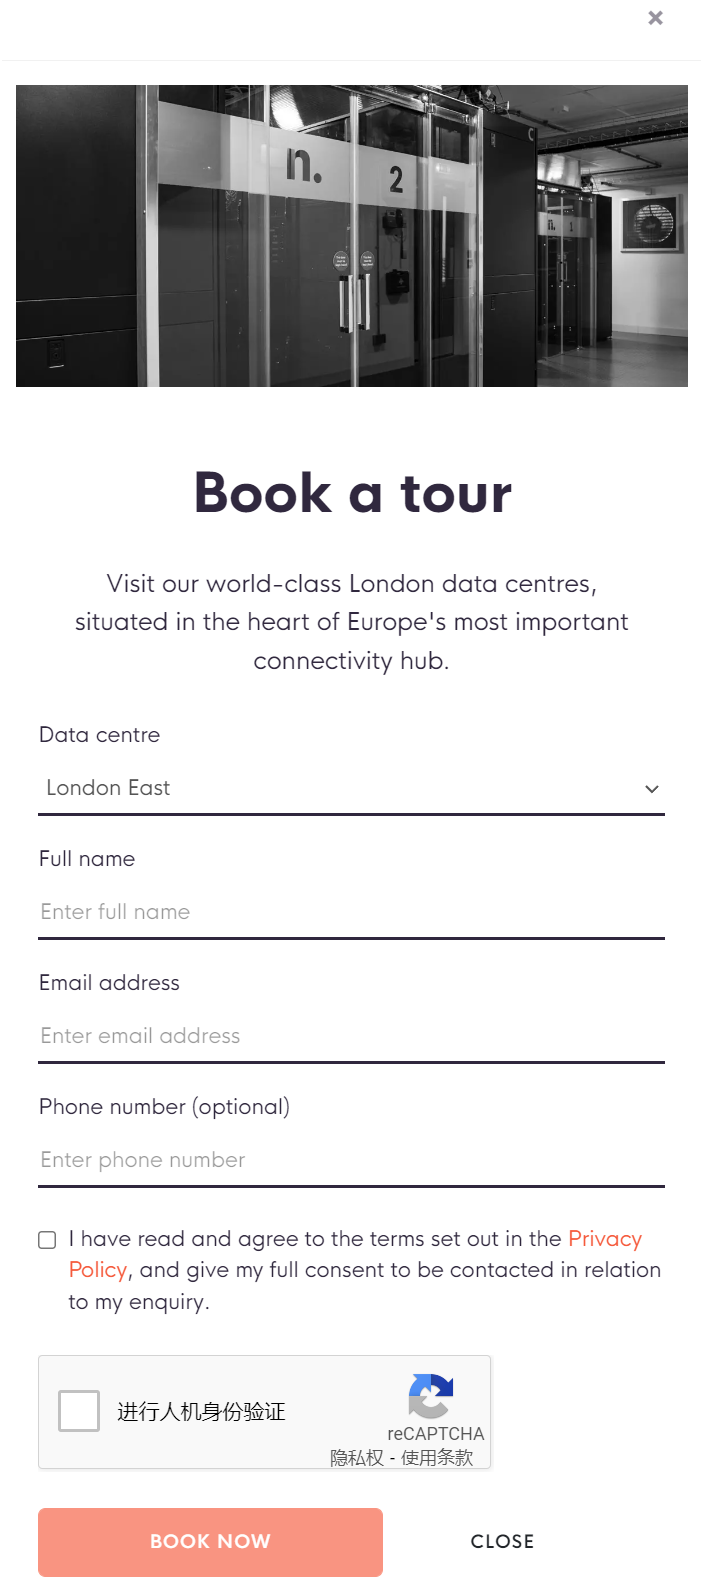 ×
n. 2
n. 1
Book a tour
Visit our world-class London data centres,
situated in the heart of Europe's most important
connectivity hub.
Data centre
London East
Full name
Enter full name
Email address
Enter email address
Phone number (optional)
Enter phone number
I have read and agree to the terms set out in the Privacy
Policy, and give my full consent to be contacted in relation
to my enquiry.
进行人机身份验证
reCAPTCHA
隐私权 - 使用条款
BOOK NOW
CLOSE